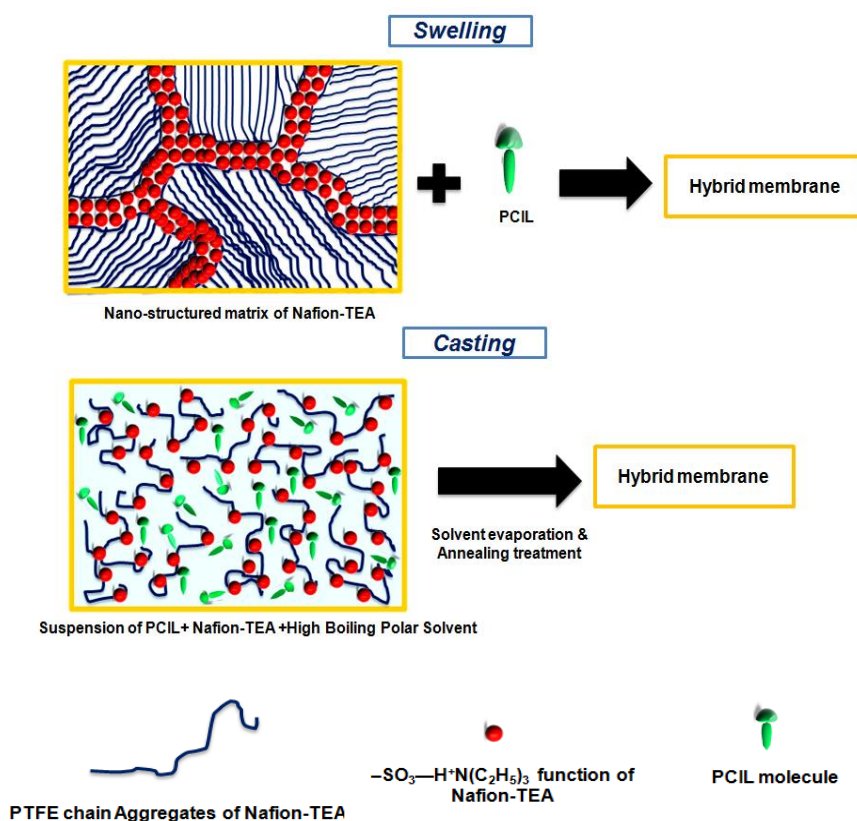 Swelling
PCIL
Hybrid membrane
Nano-structured matrix of Nafion-TEA
Casting
Hybrid membrane
Solvent evaporation &
Annealing treatment
Suspension of PCIL+ Nafion-TEA +High Boiling Polar Solvent
–SO₃—H⁺N(C₂H₅)₃ function of
Nafion-TEA
PCIL molecule
PTFE chain Aggregates of Nafion-TEA